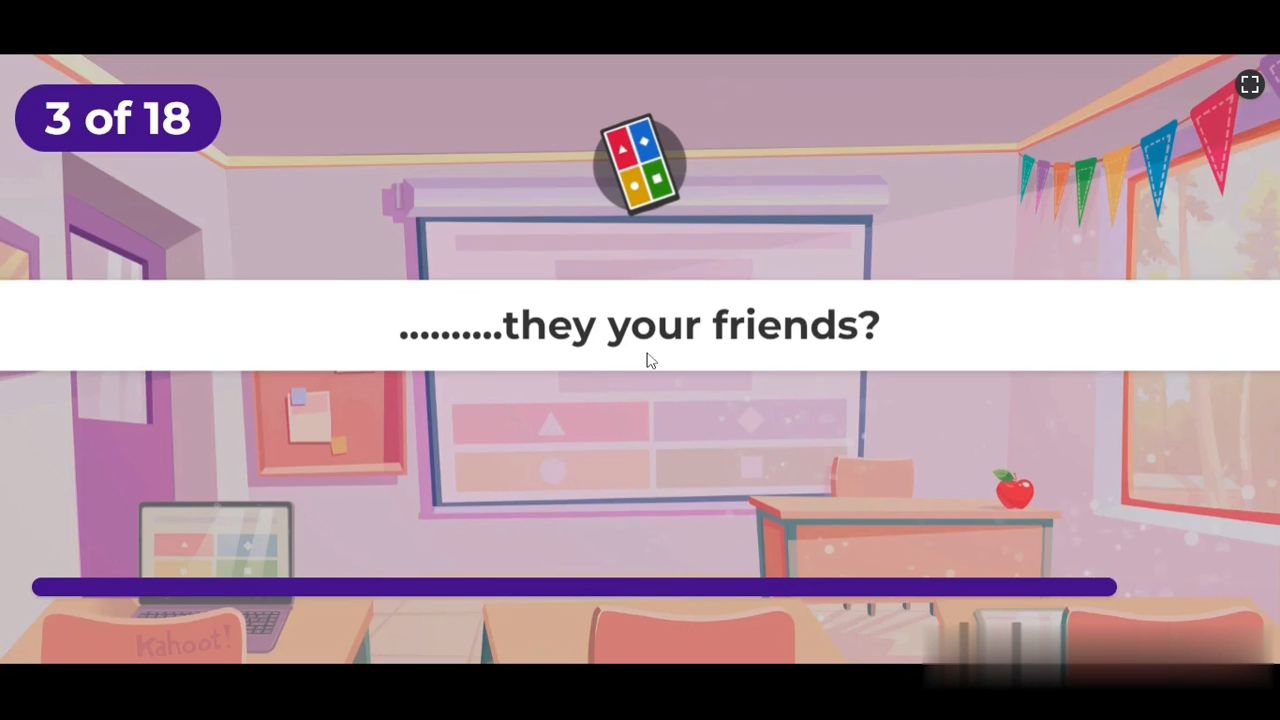 3 of 18
..........they your friends?
Kahoot!